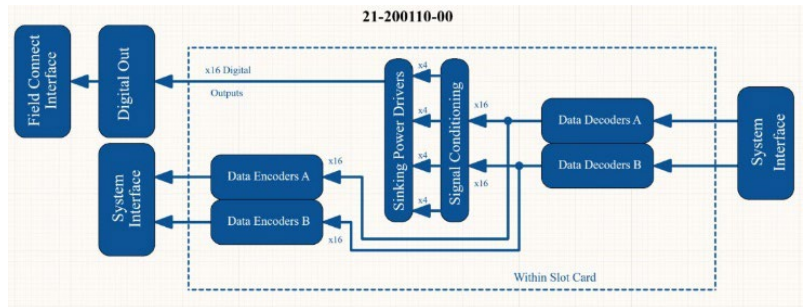 21-200110-00
Field Connect
Interface
Digital Out
x16 Digital
Outputs
Sinking Power Drivers
x4
x4
x4
x4
Signal Conditioning
x16
x16
Data Decoders A
Data Decoders B
System
Interface
System
Interface
Data Encoders A
Data Encoders B
x16
x16
Within Slot Card